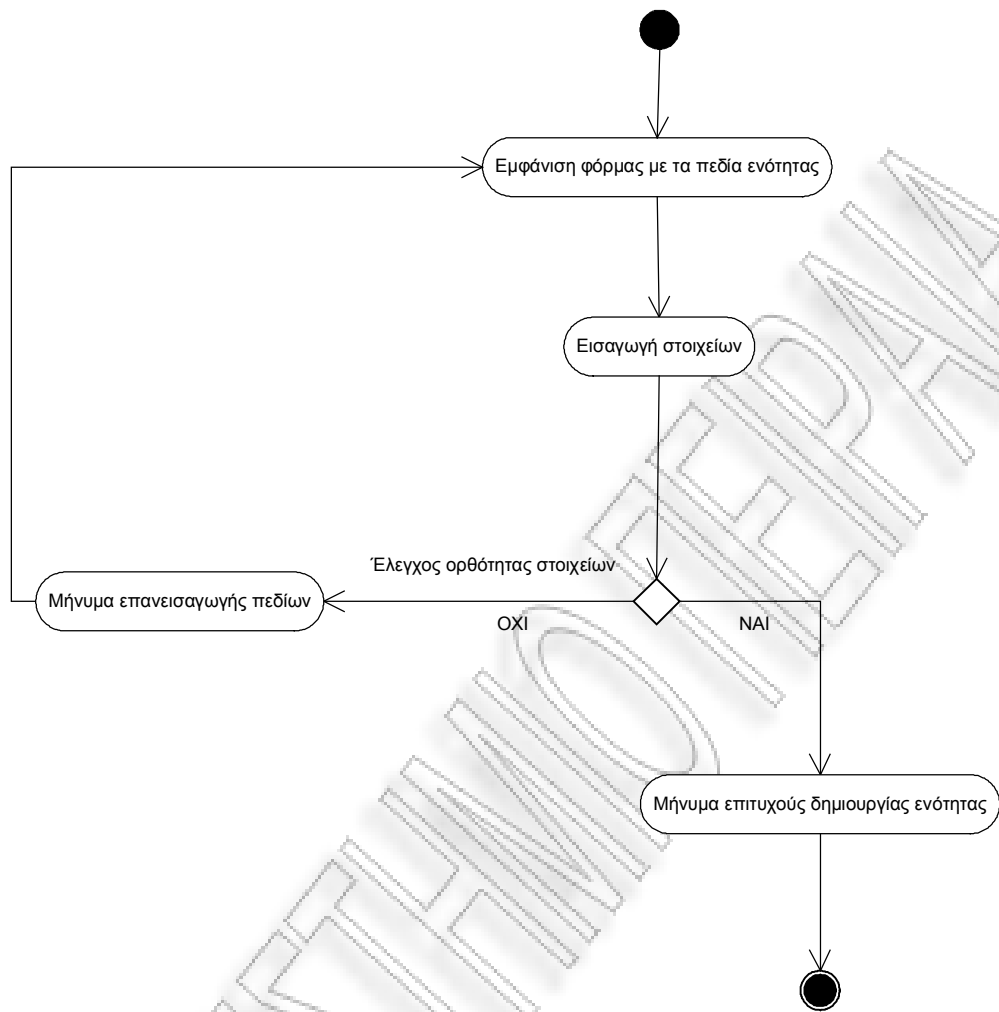 Εμφάνιση φόρμας με τα πεδία ενότητας
Εισαγωγή στοιχείων
Έλεγχος ορθότητας στοιχείων
Μήνυμα επανεισαγωγής πεδίων
ΟΧΙ
ΝΑΙ
Μήνυμα επιτυχούς δημιουργίας ενότητας